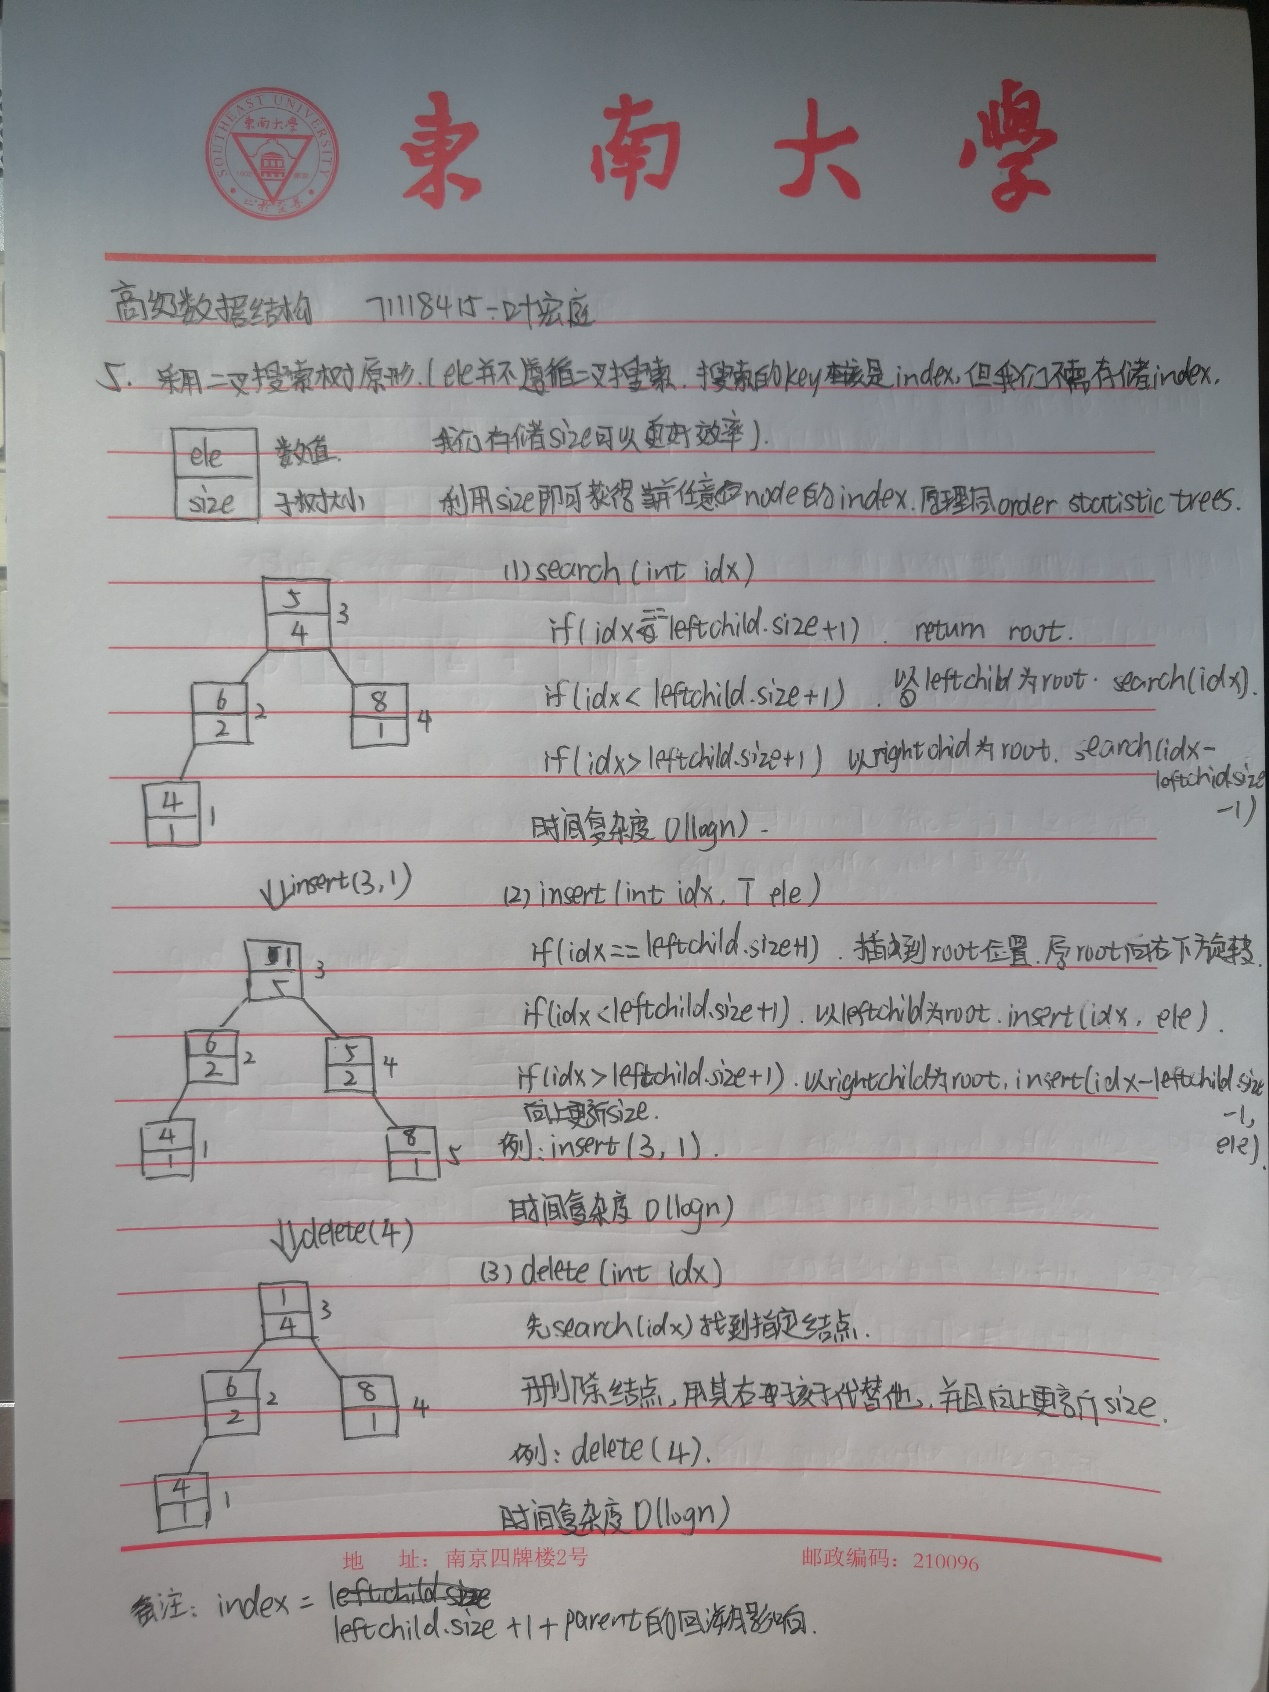 SOUTHEAST UNIVERSITY
東南大學
東南大學
高级数据结构 71118415-叶宏庭
5. 采用二叉搜索树原形.(ele并不遵循二叉搜索. 搜索的key应该是index,但我们不需存储index.
我们存储size可以更好效率).
ele 数值.
size 子树大小
利用size即可获得当前任意node的index.原理同order statistic trees.
(1) search(int idx)
5
4
3
if(idx == leftchild.size+1). return root.
6
2
2
8
1
4
if(idx < leftchild.size+1). 以leftchild为root. search(idx).
if(idx > leftchild.size+1) 以rightchid为root. search(idx-
leftchid.size
-1)
4
1
1
时间复杂度 O(logn).
↓insert(3,1)
(2) insert(int idx, T ele)
1
5
3
if(idx == leftchild.size+1). 插入到root位置.原root向右下旋转.
if(idx < leftchild.size+1). 以leftchild为root. insert(idx, ele).
6
2
2
5
2
4
if(idx > leftchild.size+1). 以rightchild为root, insert(idx-leftchild.size
-1,
ele).
向上更新size.
4
1
1
8
1
5
例: insert(3,1).
时间复杂度 O(logn)
↓delete(4)
(3) delete(int idx)
1
4
3
先search(idx)找到指定结点.
6
2
2
8
1
4
再删除结点,用其右孩子代替他,并且向上更新size.
例: delete(4).
4
1
1
时间复杂度 O(logn)
地 址: 南京四牌楼2号 邮政编码: 210096
备注: index = leftchild.size
leftchild.size +1+parent的回溯影响.